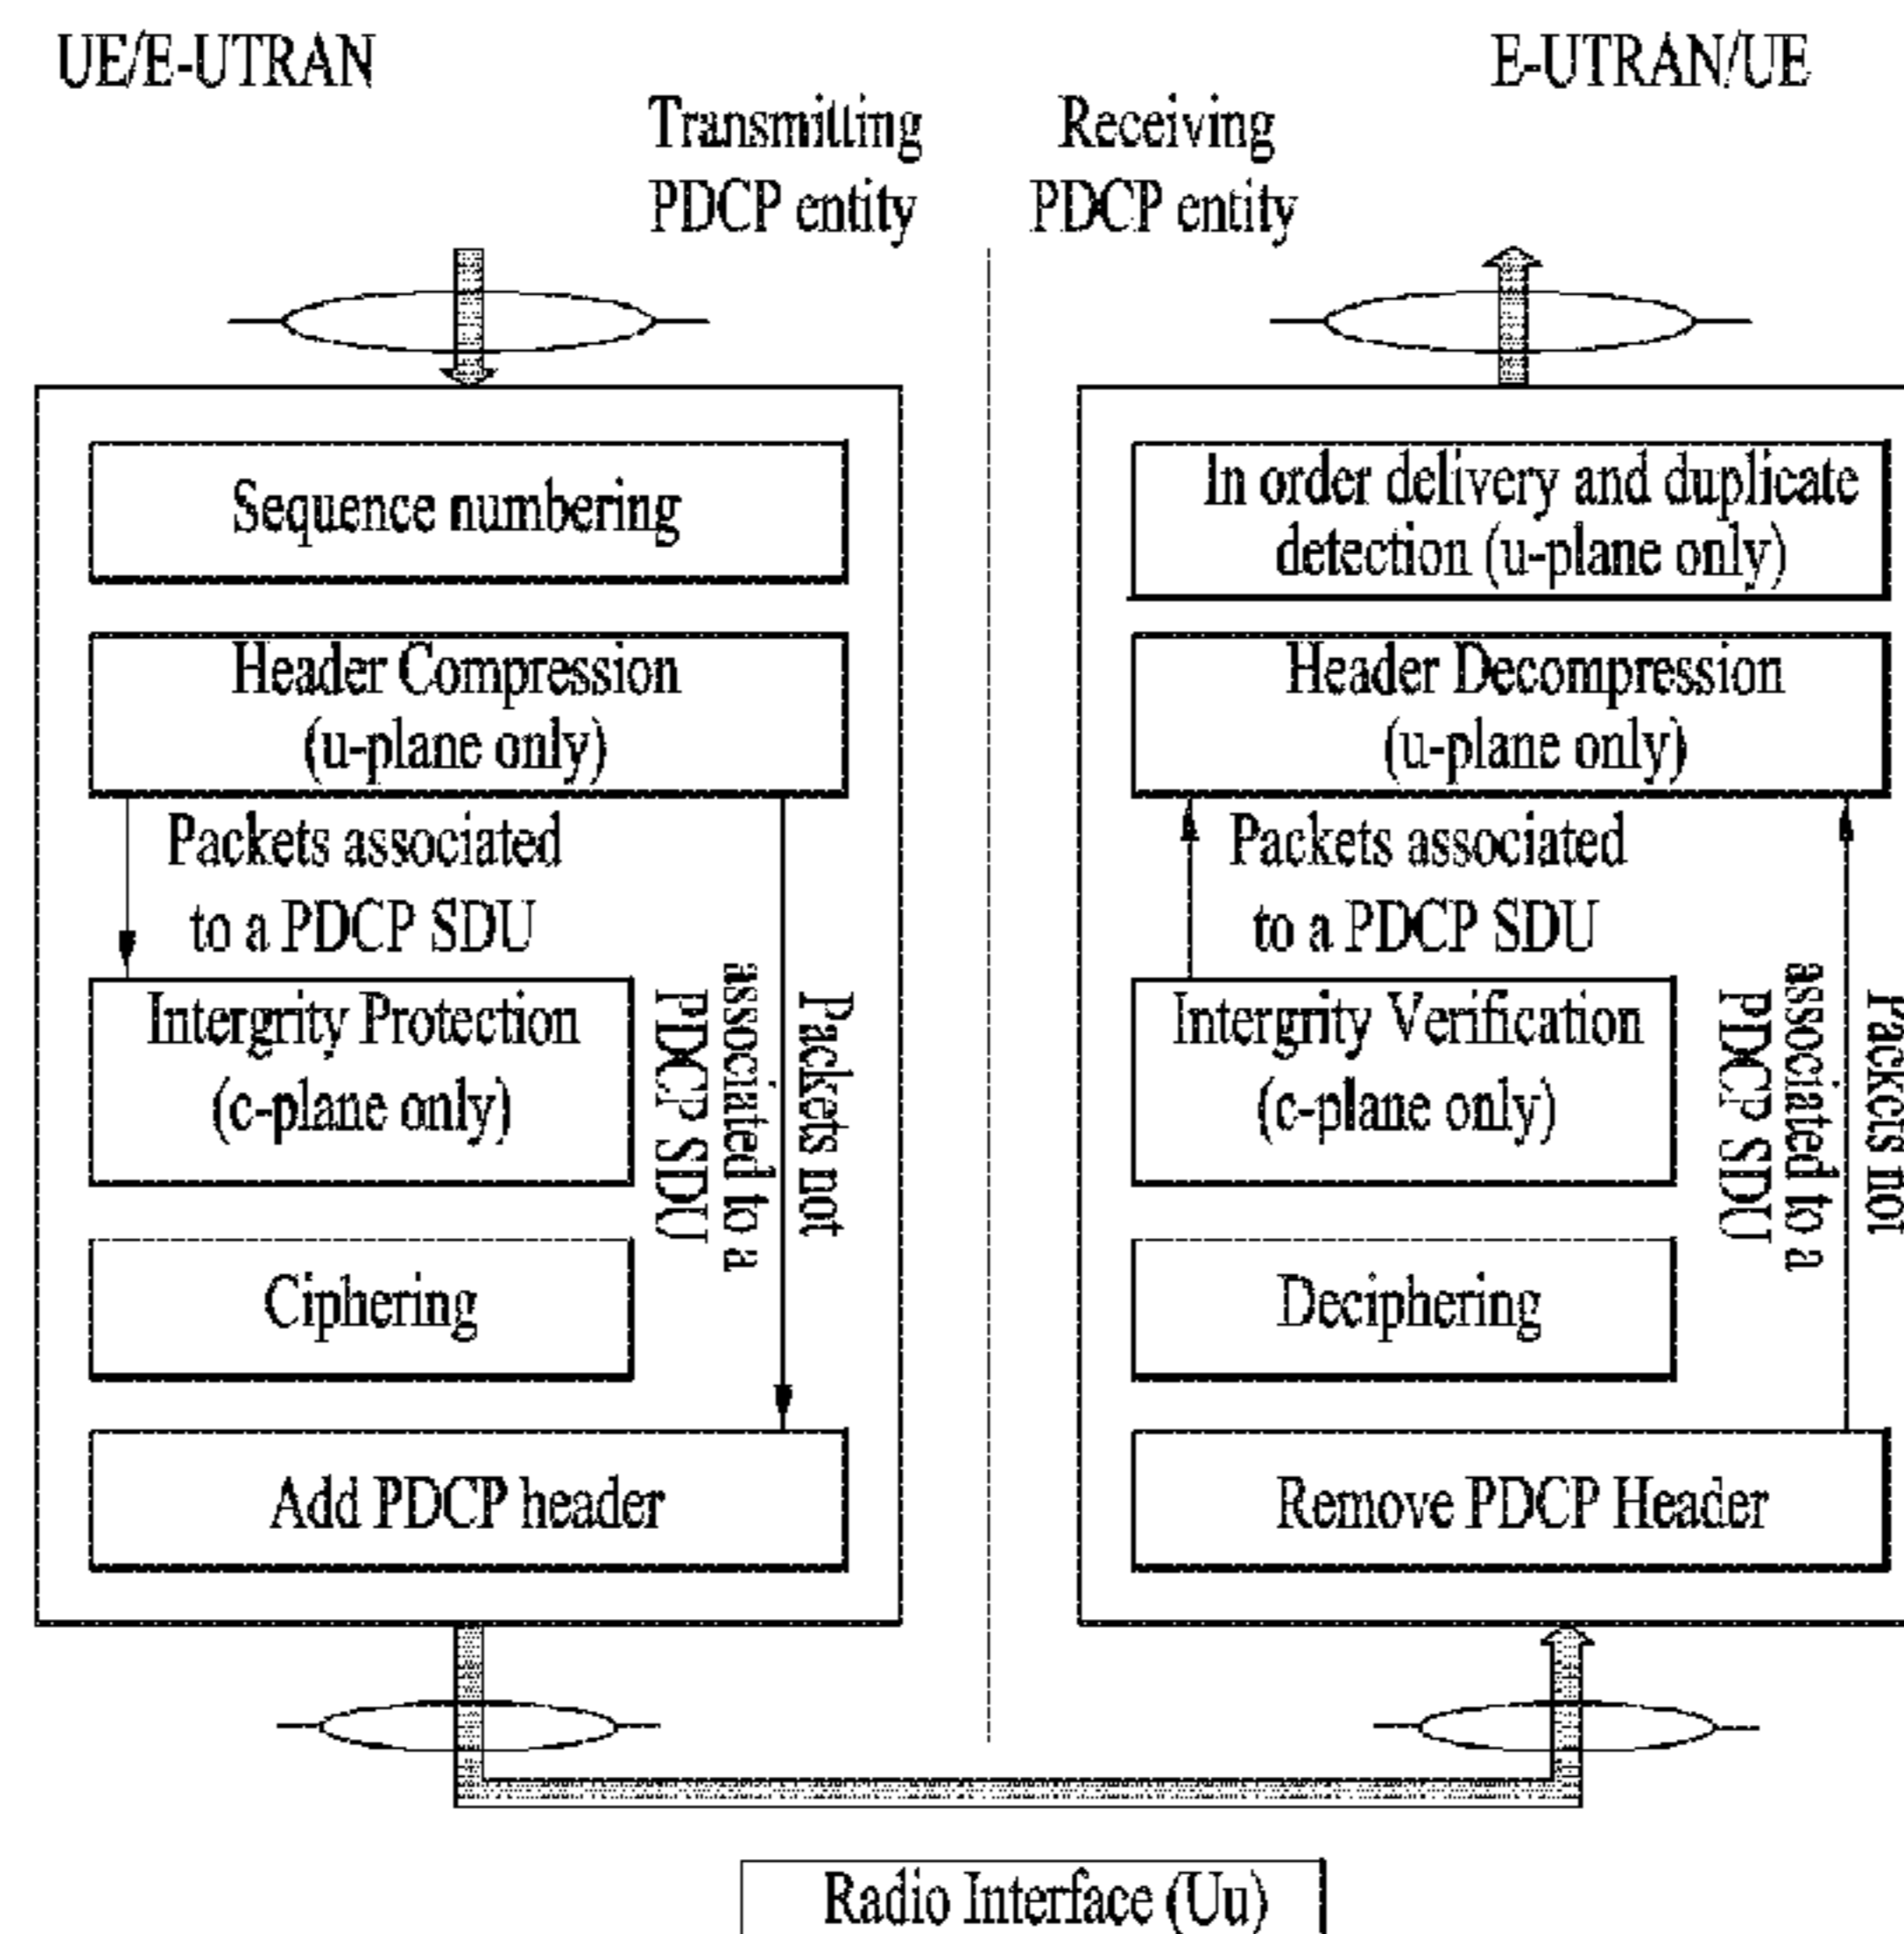 UE/E-UTRAN
E-UTRAN/UE
Transmitting
PDCP entity
Receiving
PDCP entity
Sequence numbering
Header Compression
(u-plane only)
Packets associated
to a PDCP SDU
Intergrity Protection
(c-plane only)
Packets not
associated to a
PDCP SDU
Ciphering
Add PDCP header
In order delivery and duplicate
detection (u-plane only)
Header Decompression
(u-plane only)
Packets associated
to a PDCP SDU
Intergrity Verification
(c-plane only)
Packets not
associated to a
PDCP SDU
Deciphering
Remove PDCP Header
Radio Interface (Uu)